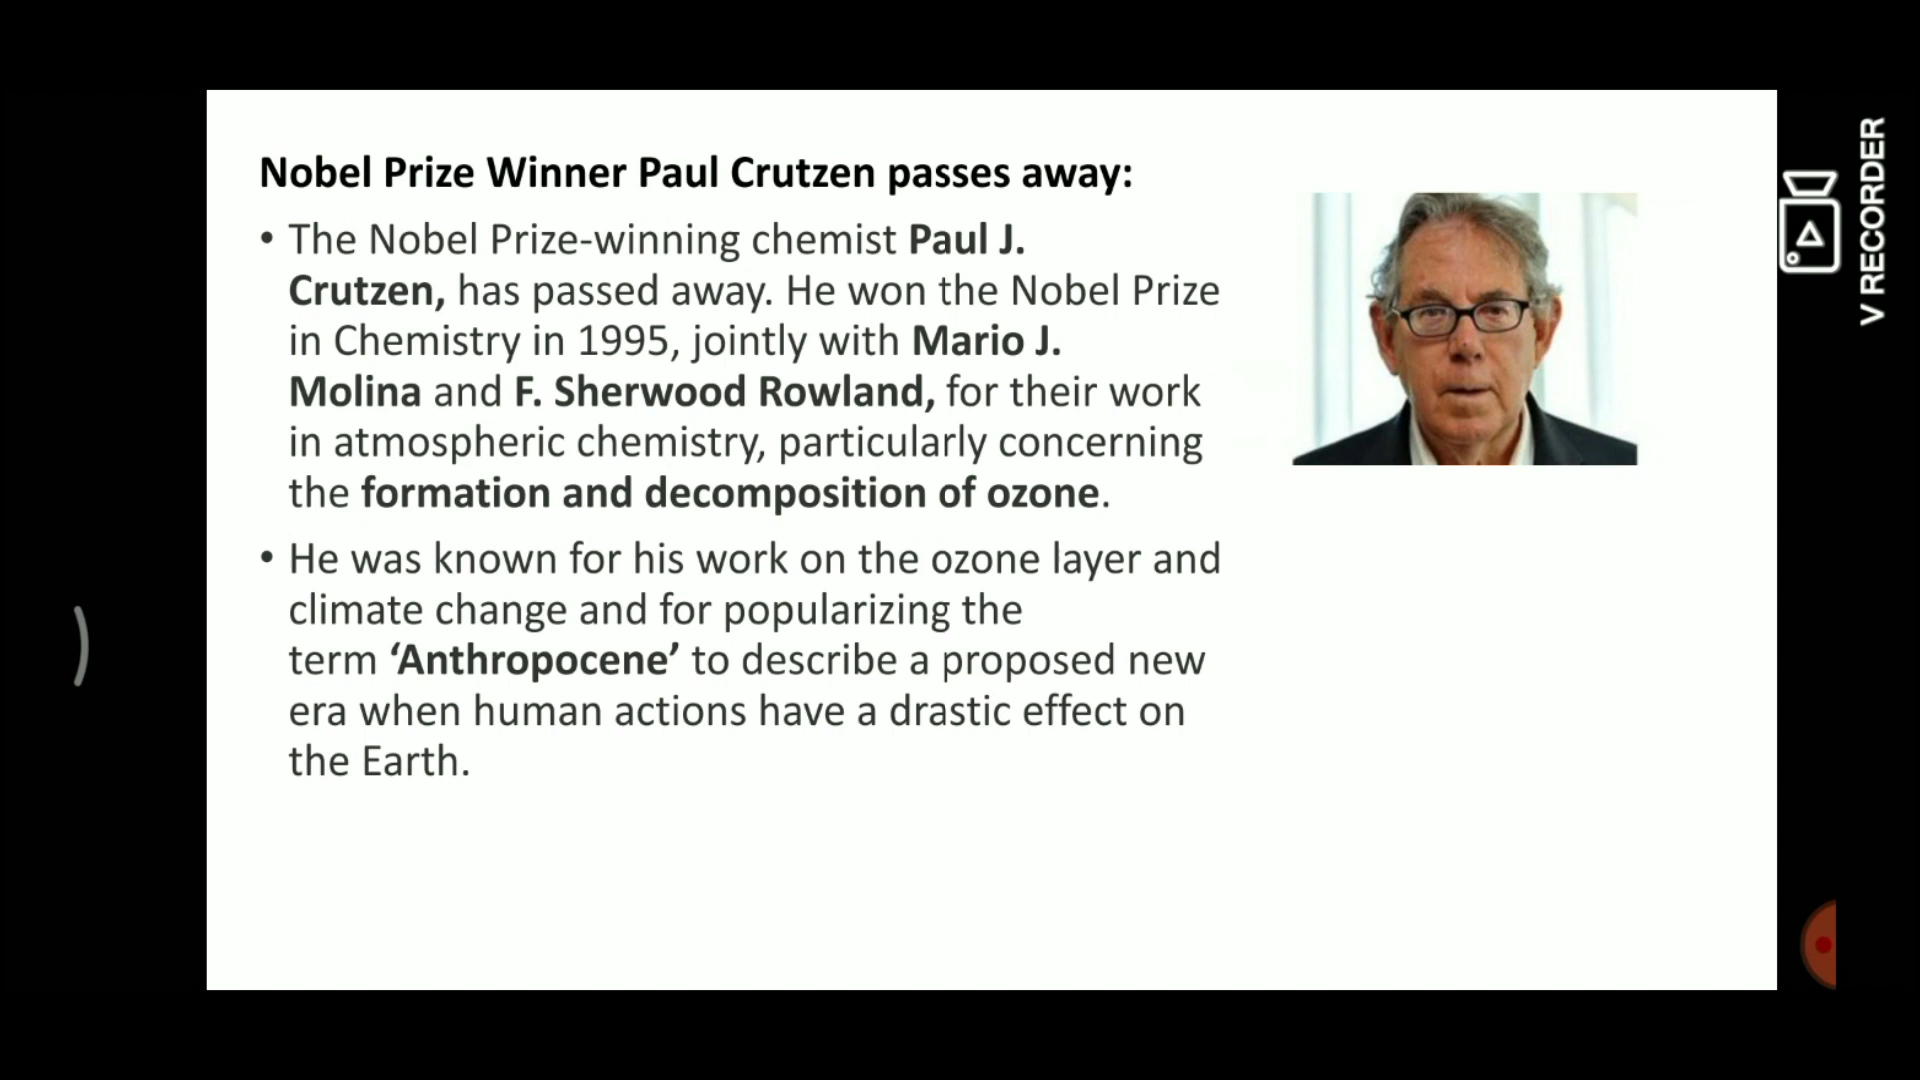 Nobel Prize Winner Paul Crutzen passes away:
• The Nobel Prize-winning chemist Paul J.
Crutzen, has passed away. He won the Nobel Prize
in Chemistry in 1995, jointly with Mario J.
Molina and F. Sherwood Rowland, for their work
in atmospheric chemistry, particularly concerning
the formation and decomposition of ozone.
• He was known for his work on the ozone layer and
climate change and for popularizing the
term ‘Anthropocene’ to describe a proposed new
era when human actions have a drastic effect on
the Earth.
V RECORDER